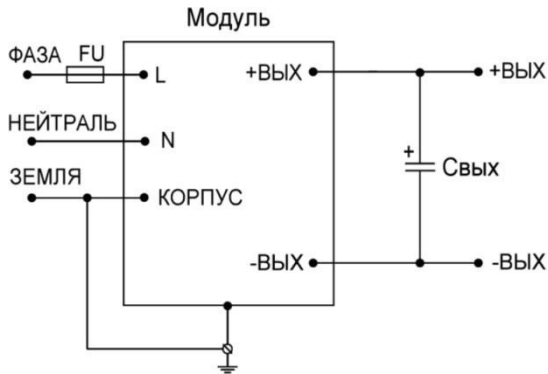 Модуль
ФАЗА FU
L
+ВЫХ
+ВЫХ
НЕЙТРАЛЬ
N
+
Свых
ЗЕМЛЯ
КОРПУС
-ВЫХ
-ВЫХ